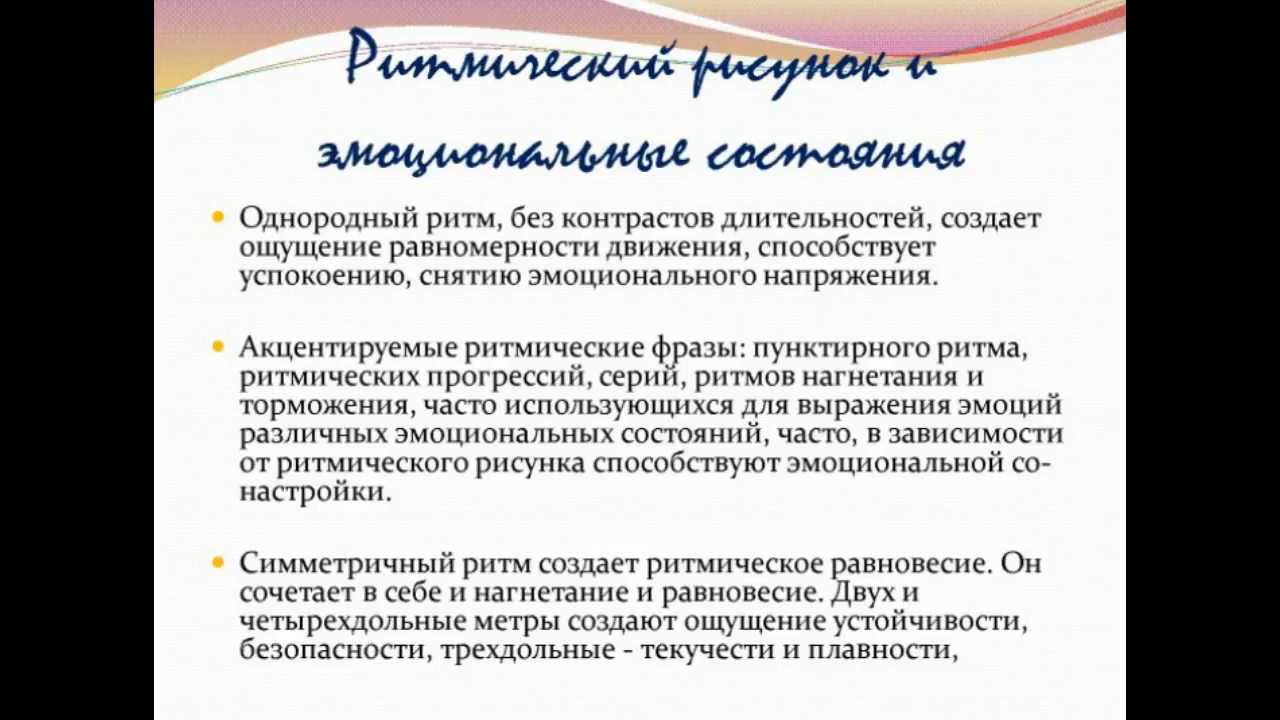 Ритмический рисунок и
эмоциональные состояния
Однородный ритм, без контрастов длительностей, создает
ощущение равномерности движения, способствует
успокоению, снятию эмоционального напряжения.
Акцентируемые ритмические фразы: пунктирного ритма,
ритмических прогрессий, серий, ритмов нагнетания и
торможения, часто использующихся для выражения эмоций
различных эмоциональных состояний, часто, в зависимости
от ритмического рисунка способствуют эмоциональной со-
настройки.
Симметричный ритм создает ритмическое равновесие. Он
сочетает в себе и нагнетание и равновесие. Двух и
четырехдольные метры создают ощущение устойчивости,
безопасности, трехдольные - текучести и плавности,